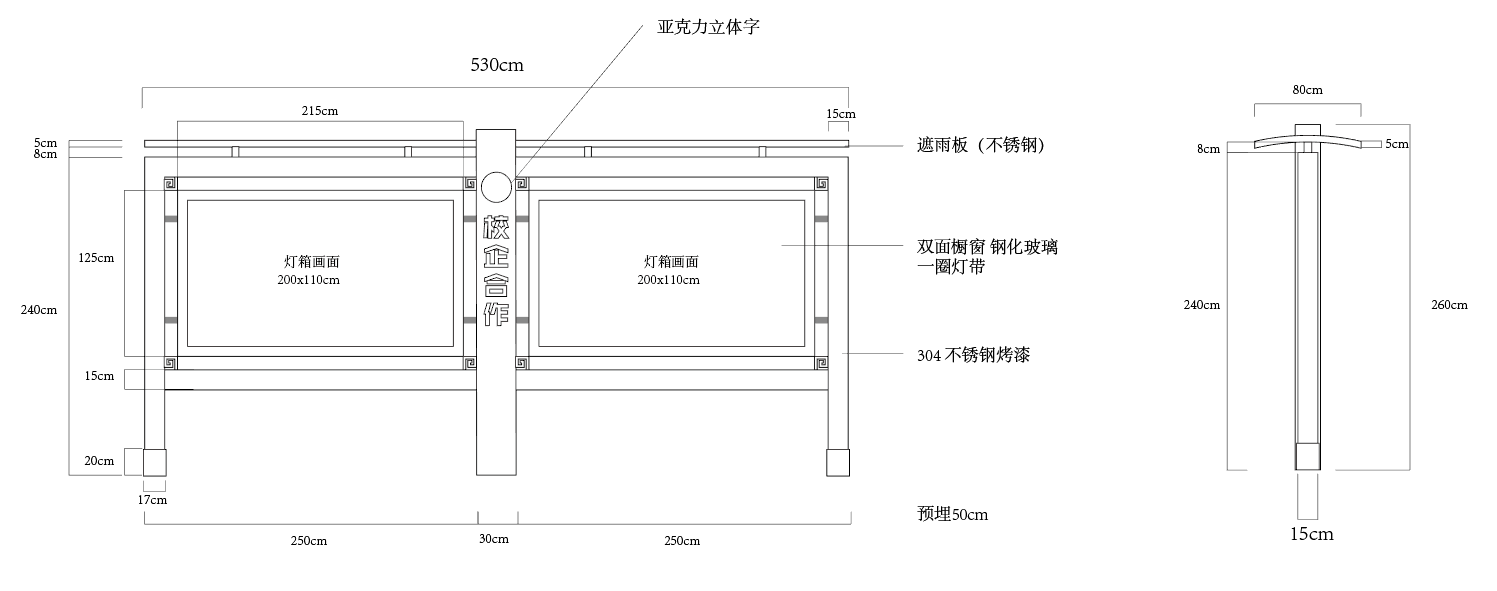 亚克力立体字
530cm
80cm
215cm
15cm
5cm
8cm
遮雨板（不锈钢）
8cm
5cm
校企合作
125cm
灯箱画面
200x110cm
灯箱画面
200x110cm
双面橱窗 钢化玻璃
一圈灯带
240cm
240cm
260cm
304 不锈钢烤漆
15cm
20cm
17cm
预埋50cm
250cm
30cm
250cm
15cm